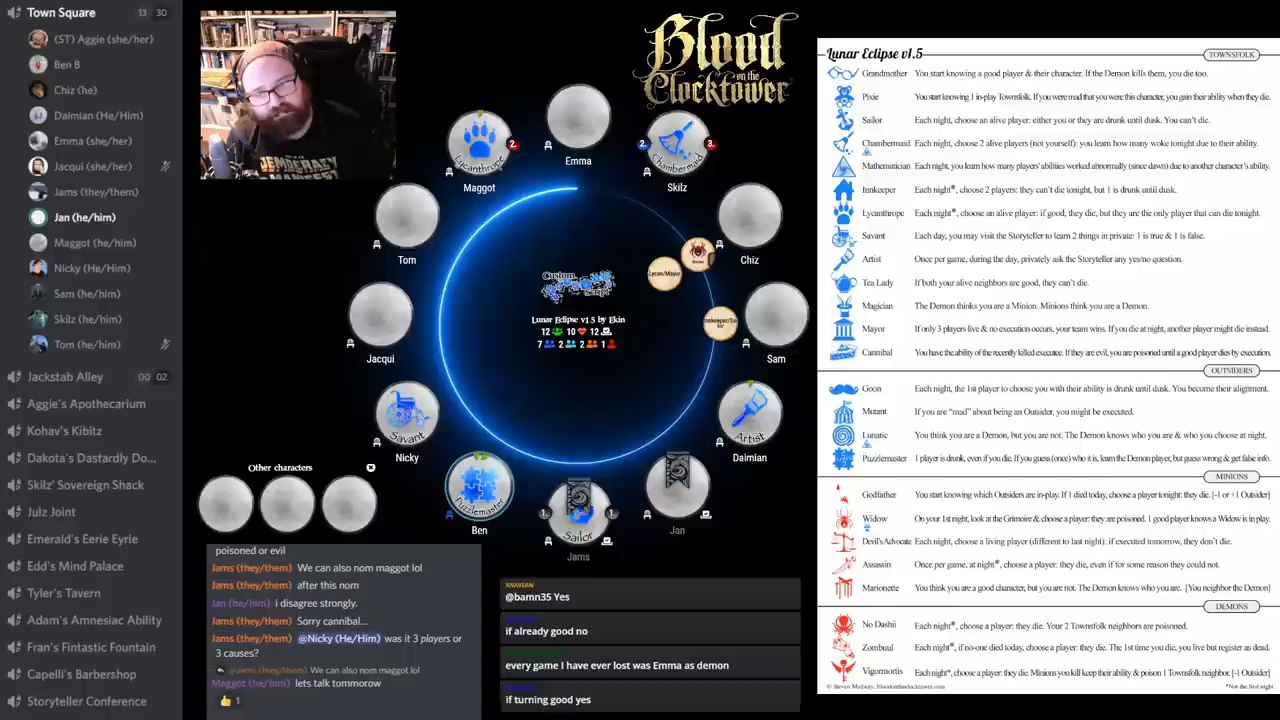 Town Square 13 30
(ST) Aggie (she/her)
Ben B
Chiz (he)
Daimian (He/Him)
Emma (she/her)
Jacqui (she/her)
Jams (they/them)
Jan (he/him)
Maggot (he/him)
Nicky (He/Him)
Sam (he/him)
Skilz (he/him)
Tom (he/him)
Jackjack Alley 00 02
Aggie's Apothecarium
Kohav's Kibitz
Dakota's Dastardly Do...
Skilz' Sovereign Shack
Julz Joint
Emerald's Eerie Eyrie
Edd's Mind Palace
Tyler's Tavern
Adam's Amnesiac Ability
Fran's Fintastic Fountain
Capelli's Barbershop
Storyteller Conference
Blood
on the
Clocktower
Lycanthrope
2.
Maggot
Emma
2.
Chambermaid
3.
Skilz
Tom
Chiz
Lycan/Mayor
Jacqui
Sam
Custom
Script
Lunar Eclipse v1.5 by Ekin
12 10 12
7 2 2 1
Savant
Nicky
Artist
Daimian
Puzzlemaster
Ben
1.
Sailor
1.
Jams
Jan
Other characters
poisoned or evil
Jams (they/them) We can also nom maggot lol
Jams (they/them) after this nom
Jan (he/him) I disagree strongly.
Jams (they/them) Sorry cannibal...
Jams (they/them) @Nicky (He/Him) was it 3 players or
3 causes?
@Jams (they/them) We can also nom maggot lol
Maggot (he/him) lets talk tommorow
1
XNAVEAN
@bamn35 Yes
if already good no
every game I have ever lost was Emma as demon
if turning good yes
Lunar Eclipse v1.5
TOWNSFOLK
Grandmother You start knowing a good player & their character. If the Demon kills them, you die too.
Pixie You start knowing 1 in-play Townsfolk. If you were mad that you were this character, you gain their ability when they die.
Sailor Each night, choose an alive player: either you or they are drunk until dusk. You can't die.
Chambermaid Each night, choose 2 alive players (not yourself): you learn how many woke tonight due to their ability.
Mathematician Each night, you learn how many players' abilities worked abnormally (since dawn) due to another character's ability.
Innkeeper Each night*, choose 2 players: they can't die tonight, but 1 is drunk until dusk.
Lycanthrope Each night*, choose an alive player: if good, they die, but they are the only player that can die tonight.
Savant Each day, you may visit the Storyteller to learn 2 things in private: 1 is true & 1 is false.
Artist Once per game, during the day, privately ask the Storyteller any yes/no question.
Tea Lady If both your alive neighbors are good, they can't die.
Magician The Demon thinks you are a Minion. Minions think you are a Demon.
Mayor If only 3 players live & no execution occurs, your team wins. If you die at night, another player might die instead.
Cannibal You have the ability of the recently killed executee. If they are evil, you are poisoned until a good player dies by execution.
OUTSIDERS
Goon Each night, the 1st player to choose you with their ability is drunk until dusk. You become their alignment.
Mutant If you are "mad" about being an Outsider, you might be executed.
Lunatic You think you are a Demon, but you are not. The Demon knows who you are & who you choose at night.
Puzzlemaster 1 player is drunk, even if you die. If you guess (once) who it is, learn the Demon player, but guess wrong & get false info.
MINIONS
Godfather You start knowing which Outsiders are in-play. If 1 died today, choose a player tonight: they die. [-1 or +1 Outsider]
Widow On your 1st night, look at the Grimoire & choose a player: they are poisoned. 1 good player knows a Widow is in play.
Devil's Advocate Each night, choose a living player (different to last night): if executed tomorrow, they don't die.
Assassin Once per game, at night*, choose a player: they die, even if for some reason they could not.
Marionette You think you are a good character, but you are not. The Demon knows who you are. [You neighbor the Demon]
DEMONS
No Dashii Each night*, choose a player: they die. Your 2 Townsfolk neighbors are poisoned.
Zombuul Each night*, if no-one died today, choose a player: they die. The 1st time you die, you live but register as dead.
Vigormortis Each night*, choose a player: they die. Minions you kill keep their ability & poison 1 Townsfolk neighbor. [-1 Outsider]
© Steven Medway, bloodontheclocktower.com
*Not the first night.